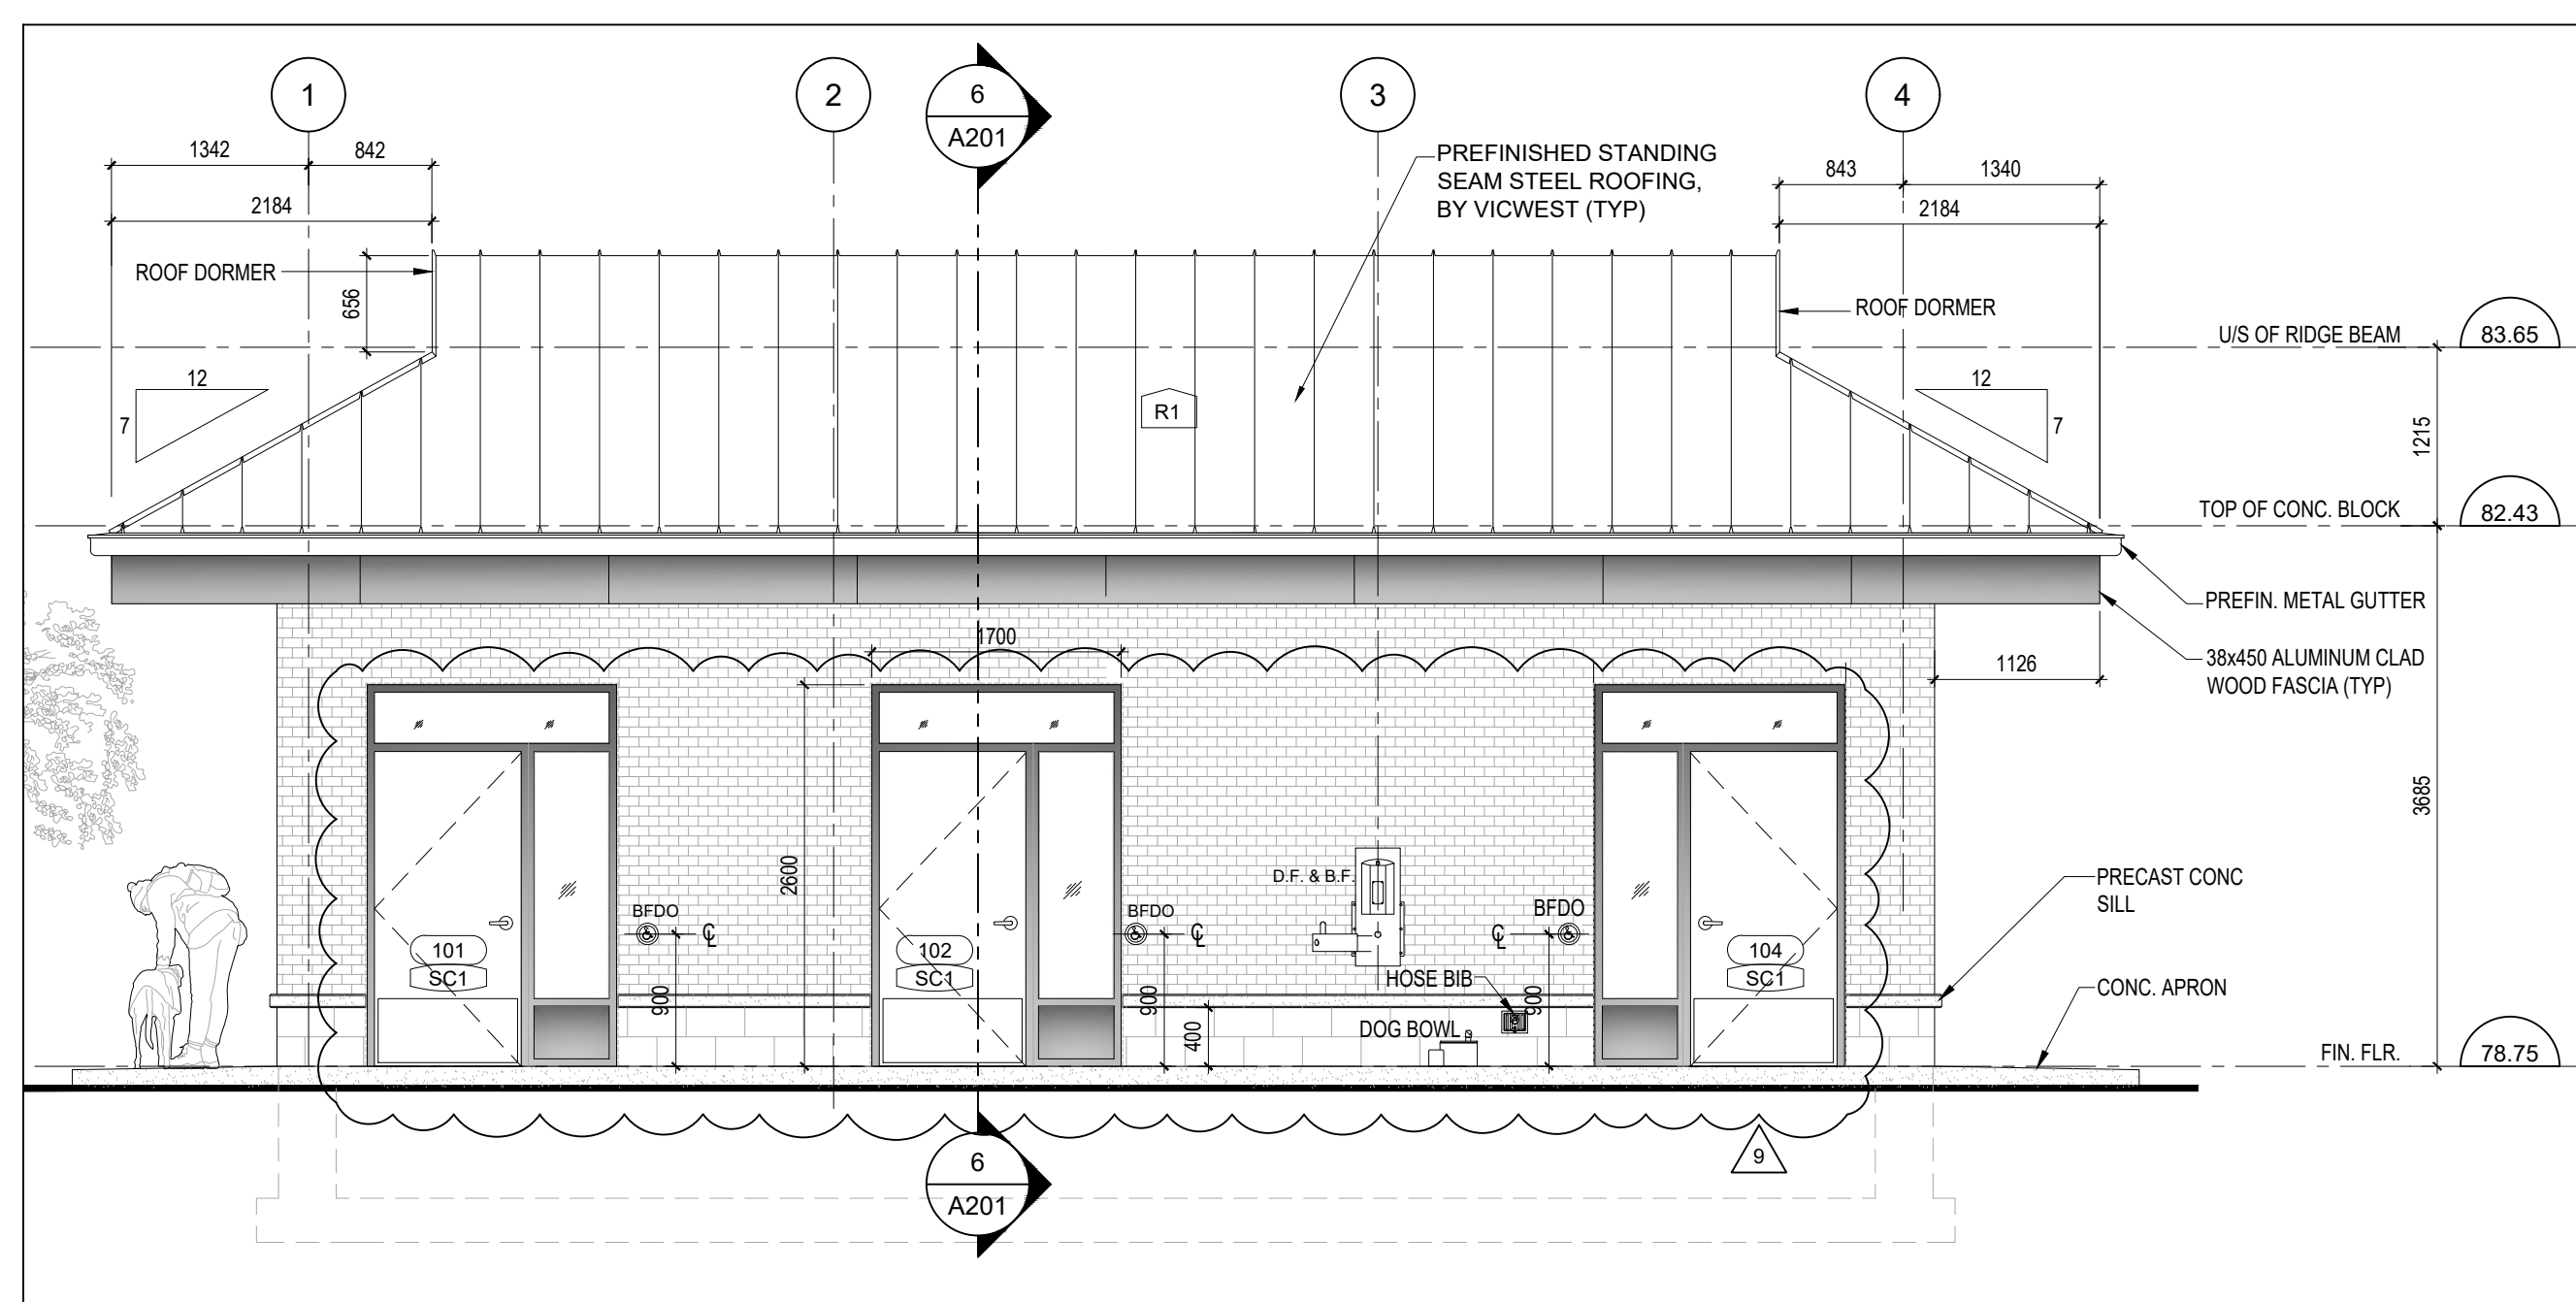 1
2
6
A201
3
4
1342
842
2184
PREFINISHED STANDING
SEAM STEEL ROOFING,
BY VICWEST (TYP)
843
1340
2184
ROOF DORMER
656
ROOF DORMER
U/S OF RIDGE BEAM
83.65
12
7
R1
12
7
1215
TOP OF CONC. BLOCK
82.43
PREFIN. METAL GUTTER
1700
38x450 ALUMINUM CLAD
WOOD FASCIA (TYP)
1126
3685
2600
D.F. & B.F.
PRECAST CONC
SILL
BFDO
℄
BFDO
℄
BFDO
℄
101
SC1
102
SC1
104
SC1
HOSE BIB
900
900
900
CONC. APRON
400
DOG BOWL
FIN. FLR.
78.75
9
6
A201